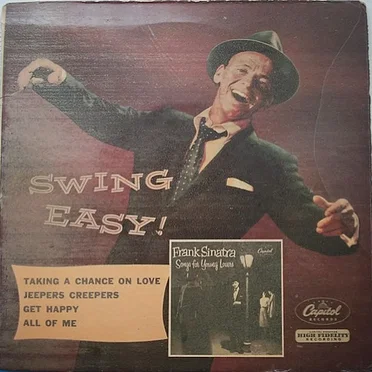 SWING
EASY!
TAKING A CHANCE ON LOVE
JEEPERS CREEPERS
GET HAPPY
ALL OF ME
Frank Sinatra
Songs for Young Lovers
Capitol
Capitol
RECORDS
HIGH FIDELITY
RECORDING